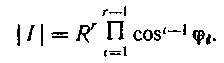 |I| = R^r ∏_{i=1}^{r-1} cos^{i-1} φ_i.